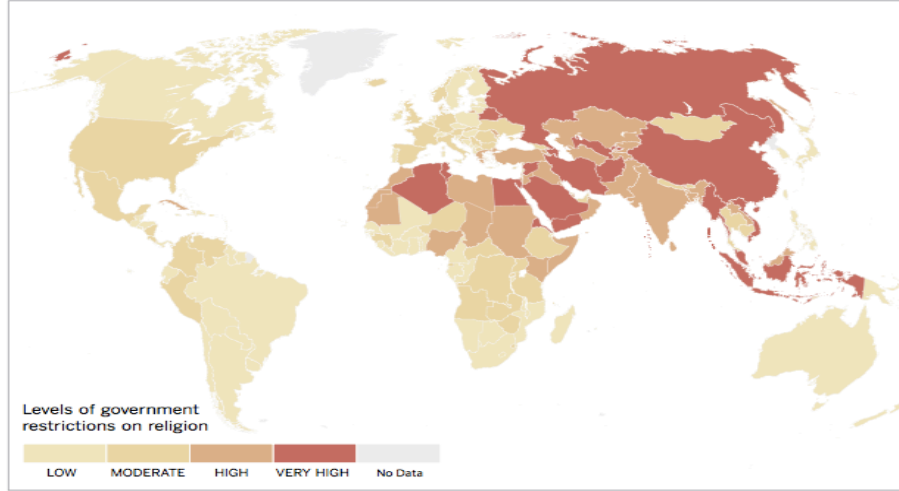 Levels of government
restrictions on religion
LOW MODERATE HIGH VERY HIGH No Data